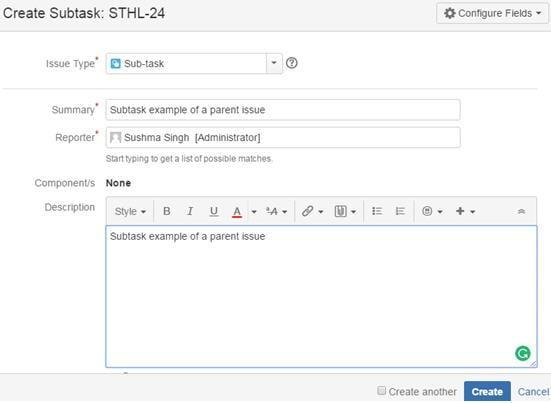 Create Subtask: STHL-24
Configure Fields
Issue Type*
Sub-task
Summary*
Subtask example of a parent issue
Reporter*
Sushma Singh [Administrator]
Start typing to get a list of possible matches.
Component/s None
Description
Style B I U A ªA
Subtask example of a parent issue
Create another Create Cancel